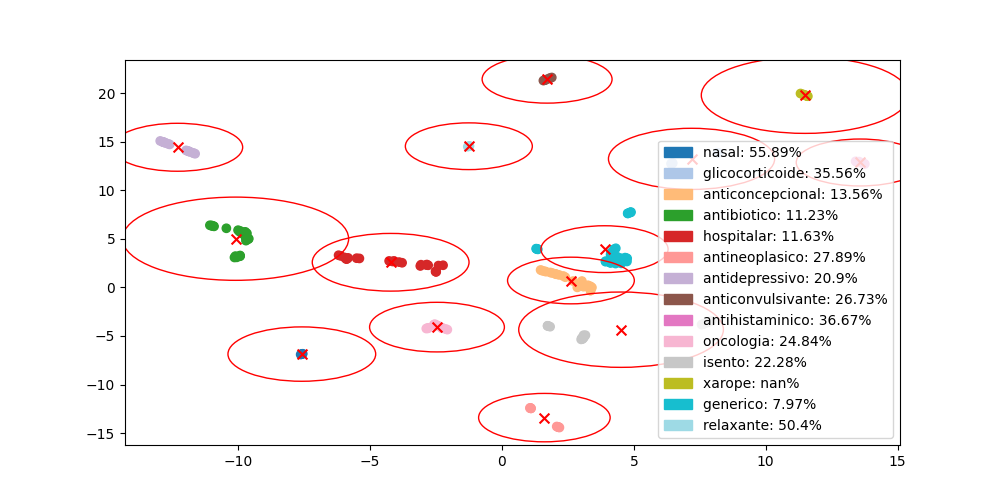 20
15
10
5
0
−5
−10
−15
−10
−5
0
5
10
15
nasal: 55.89%
glicocorticoide: 35.56%
anticoncepcional: 13.56%
antibiotico: 11.23%
hospitalar: 11.63%
antineoplasico: 27.89%
antidepressivo: 20.9%
anticonvulsivante: 26.73%
antihistaminico: 36.67%
oncologia: 24.84%
isento: 22.28%
xarope: nan%
generico: 7.97%
relaxante: 50.4%